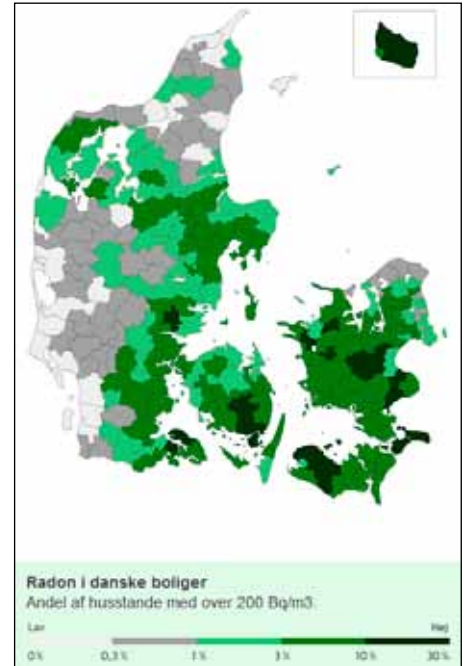 Radon i danske boliger
Andel af husstande med over 200 Bq/m3.
Lav Høj
0% 0,3% 1% 3% 10% 30%